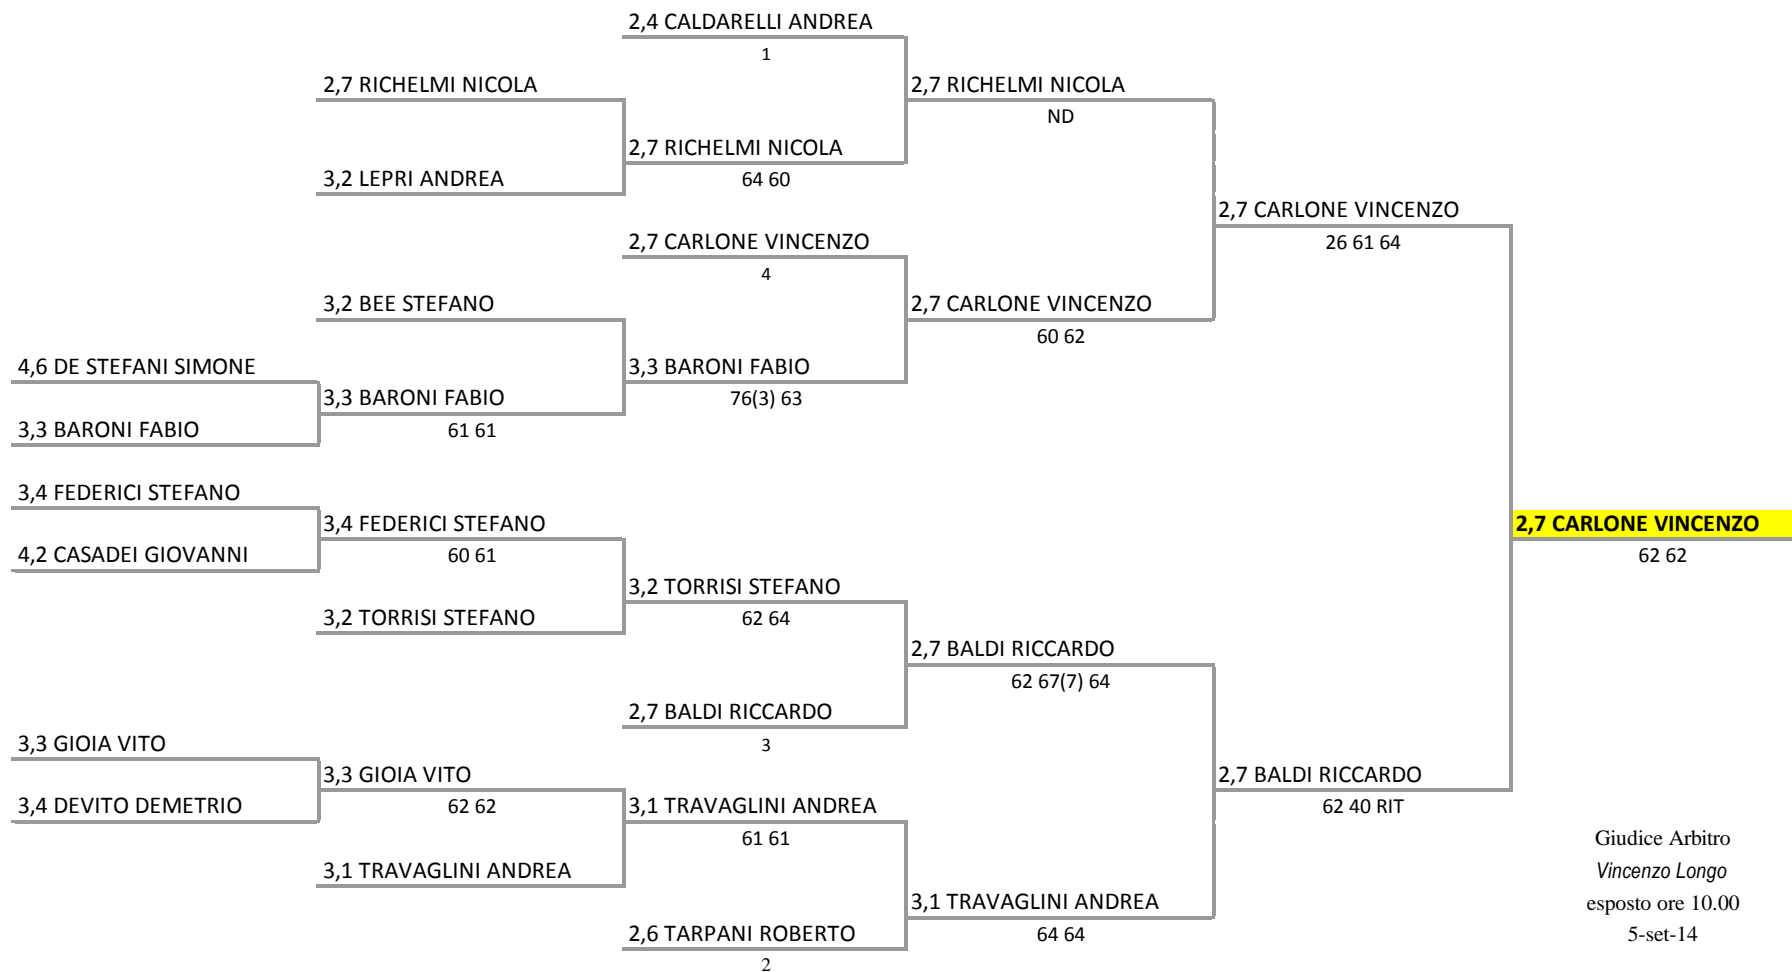 2,4 CALDARELLI ANDREA
1
2,7 RICHELMI NICOLA
2,7 RICHELMI NICOLA
ND
2,7 RICHELMI NICOLA
64 60
3,2 LEPRI ANDREA
2,7 CARLONE VINCENZO
26 61 64
2,7 CARLONE VINCENZO
4
3,2 BEE STEFANO
2,7 CARLONE VINCENZO
60 62
4,6 DE STEFANI SIMONE
3,3 BARONI FABIO
76(3) 63
3,3 BARONI FABIO
61 61
3,3 BARONI FABIO
3,4 FEDERICI STEFANO
3,4 FEDERICI STEFANO
60 61
2,7 CARLONE VINCENZO
62 62
4,2 CASADEI GIOVANNI
3,2 TORRISI STEFANO
62 64
3,2 TORRISI STEFANO
2,7 BALDI RICCARDO
62 67(7) 64
2,7 BALDI RICCARDO
3
3,3 GIOIA VITO
3,3 GIOIA VITO
62 62
2,7 BALDI RICCARDO
62 40 RIT
3,4 DEVITO DEMETRIO
3,1 TRAVAGLINI ANDREA
61 61
3,1 TRAVAGLINI ANDREA
3,1 TRAVAGLINI ANDREA
64 64
2,6 TARPANI ROBERTO
2
Giudice Arbitro
Vincenzo Longo
esposto ore 10.00
5-set-14